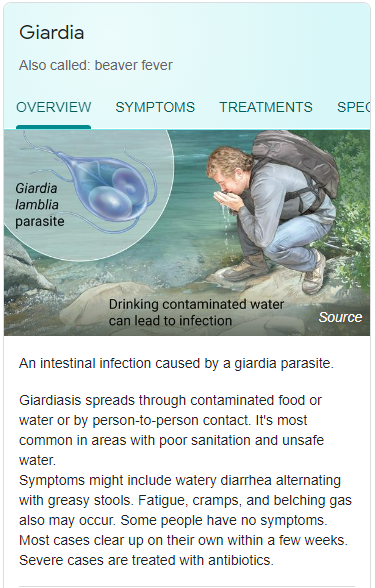 Giardia
Also called: beaver fever
OVERVIEW SYMPTOMS TREATMENTS SPEC
Giardia
lamblia
parasite
Drinking contaminated water
can lead to infection
Source
An intestinal infection caused by a giardia parasite.
Giardiasis spreads through contaminated food or
water or by person-to-person contact. It's most
common in areas with poor sanitation and unsafe
water.
Symptoms might include watery diarrhea alternating
with greasy stools. Fatigue, cramps, and belching gas
also may occur. Some people have no symptoms.
Most cases clear up on their own within a few weeks.
Severe cases are treated with antibiotics.